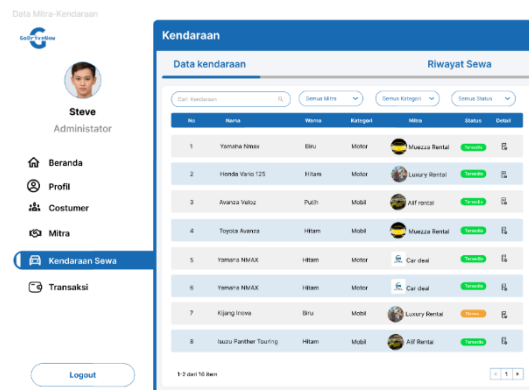 Data Mitra-Kendaraan
GoDriveNow
Steve
Administator
Beranda
Profil
Costumer
Mitra
Kendaraan Sewa
Transaksi
Logout
Kendaraan
Data kendaraan Riwayat Sewa
Cari Kendaraan Semua Mitra Semua Kategori Semua Status
No Nama Warna Kategori Mitra Status Detail
1 Yamaha Nmax Biru Motor Muezza Rental Tersedia
2 Honda Vario 125 Hitam Motor Luxury Rental Tersedia
3 Avanza Veloz Putih Mobil Alif rental Tersedia
4 Toyota Avanza Hitam Mobil Muezza Rental Tersedia
5 Yamaha NMAX Hitam Motor Car deal Tersedia
6 Yamaha NMAX Hitam Motor Car deal Tersedia
7 Kijang Inova Biru Mobil Luxury Rental
8 Isuzu Panther Touring Hitam Mobil Alif Rental Tersedia
1-2 dari 10 item 1